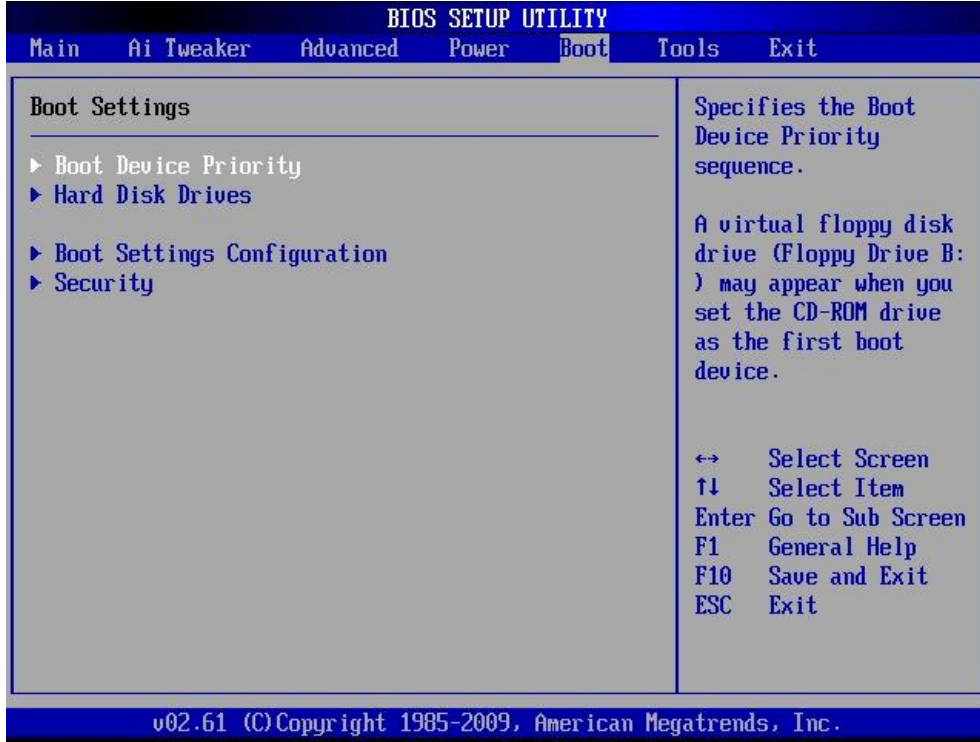 BIOS SETUP UTILITY
Main Ai Tweaker Advanced Power Boot Tools Exit
Boot Settings
▶ Boot Device Priority
▶ Hard Disk Drives
▶ Boot Settings Configuration
▶ Security
Specifies the Boot
Device Priority
sequence.
A virtual floppy disk
drive (Floppy Drive B:
) may appear when you
set the CD-ROM drive
as the first boot
device.
↔ Select Screen
↑↓ Select Item
Enter Go to Sub Screen
F1 General Help
F10 Save and Exit
ESC Exit
v02.61 (C)Copyright 1985-2009, American Megatrends, Inc.